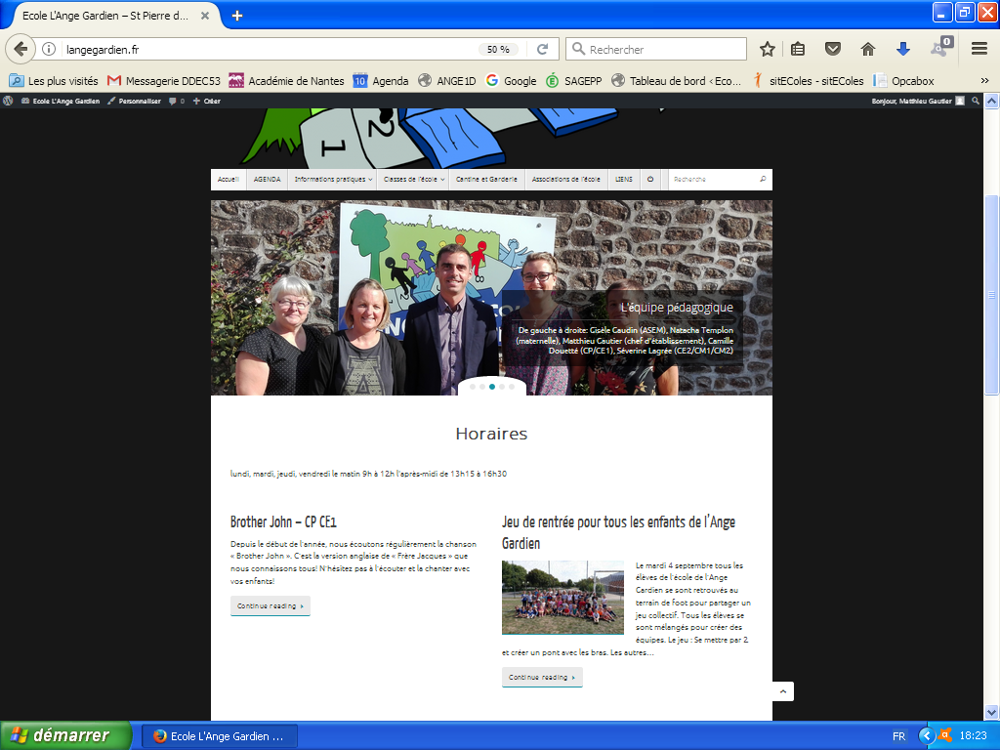 Ecole L'Ange Gardien – St Pierre d...
langegardien.fr
50 %
Rechercher
0
Les plus visités
Messagerie DDEC53
Académie de Nantes
10 Agenda
ANGE1D
Google
SAGEPP
Tableau de bord ‹ Eco...
sitEColes - sitEColes
Opcabox
Ecole L'Ange Gardien
Personnaliser
0
Créer
Bonjour, Matthieu Gautier
1
2
Accueil
AGENDA
Informations pratiques
Classes de l'école
Cantine et Garderie
Associations de l'école
LIENS
Recherche
L'équipe pédagogique
De gauche à droite: Gisèle Gaudin (ASEM), Natacha Templon
(maternelle), Matthieu Gautier (chef d'établissement), Camille
Douetté (CP/CE1), Séverine Lagrée (CE2/CM1/CM2)
Horaires
lundi, mardi, jeudi, vendredi le matin 9h à 12h l'après-midi de 13h15 à 16h30
Brother John – CP CE1
Depuis le début de l'année, nous écoutons régulièrement la chanson
« Brother John ». C'est la version anglaise de « Frère Jacques » que
nous connaissons tous! N'hésitez pas à l'écouter et la chanter avec
vos enfants!
Continue reading
Jeu de rentrée pour tous les enfants de l'Ange
Gardien
Le mardi 4 septembre tous les
élèves de l'école de l'Ange
Gardien se sont retrouvés au
terrain de foot pour partager un
jeu collectif. Tous les élèves se
sont mélangés pour créer des
équipes. Le jeu : Se mettre par 2
et créer un pont avec les bras. Les autres...
Continue reading
démarrer
Ecole L'Ange Gardien ...
FR
18:23